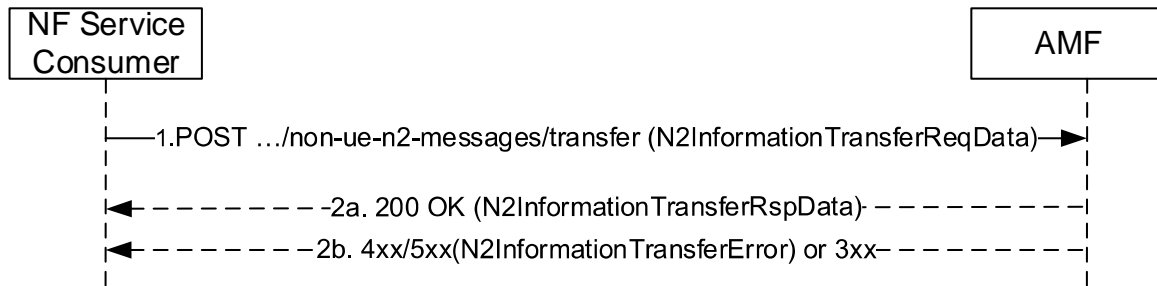 NF Service
Consumer
AMF
1.POST …/non-ue-n2-messages/transfer (N2InformationTransferReqData)
2a. 200 OK (N2InformationTransferRspData)
2b. 4xx/5xx(N2InformationTransferError) or 3xx